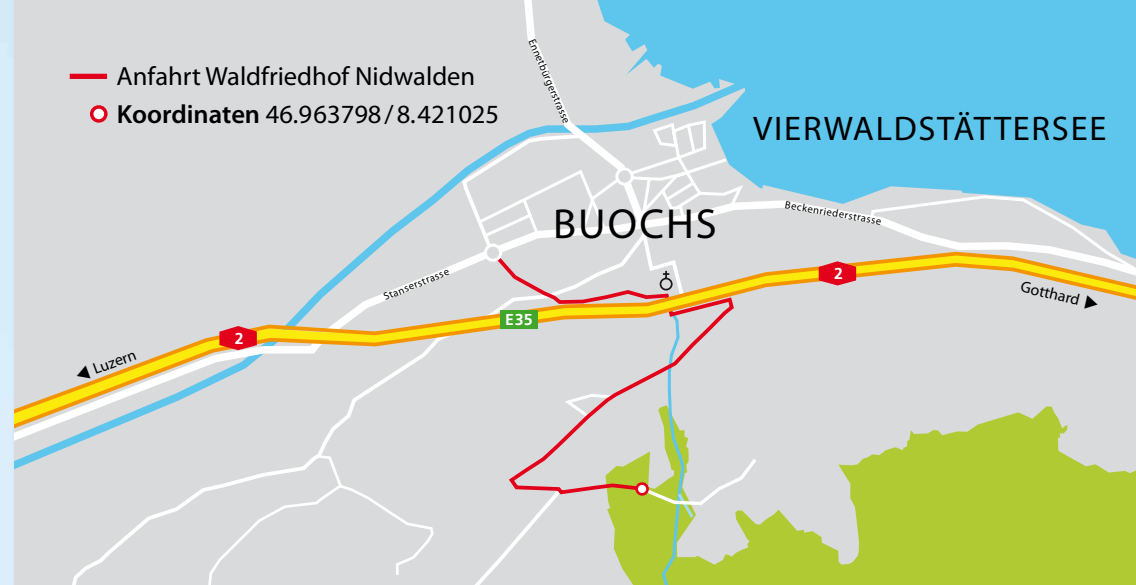 Anfahrt Waldfriedhof Nidwalden
Koordinaten 46.963798 / 8.421025
Ennetbürgerstrasse
VIERWALDSTÄTTERSEE
Beckenriederstrasse
BUOCHS
Stanserstrasse
2
Gotthard
E35
2
Luzern